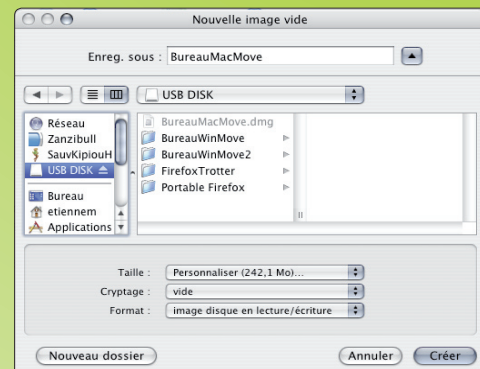 Nouvelle image vide
Enreg. sous : BureauMacMove
USB DISK
Réseau
Zanzibull
SauvKipiouH
USB DISK
Bureau
etiennem
Applications
BureauMacMove.dmg
BureauWinMove
BureauWinMove2
FirefoxTrotter
Portable Firefox
Taille : Personnaliser (242,1 Mo)...
Cryptage : vide
Format : image disque en lecture/écriture
Nouveau dossier Annuler Créer